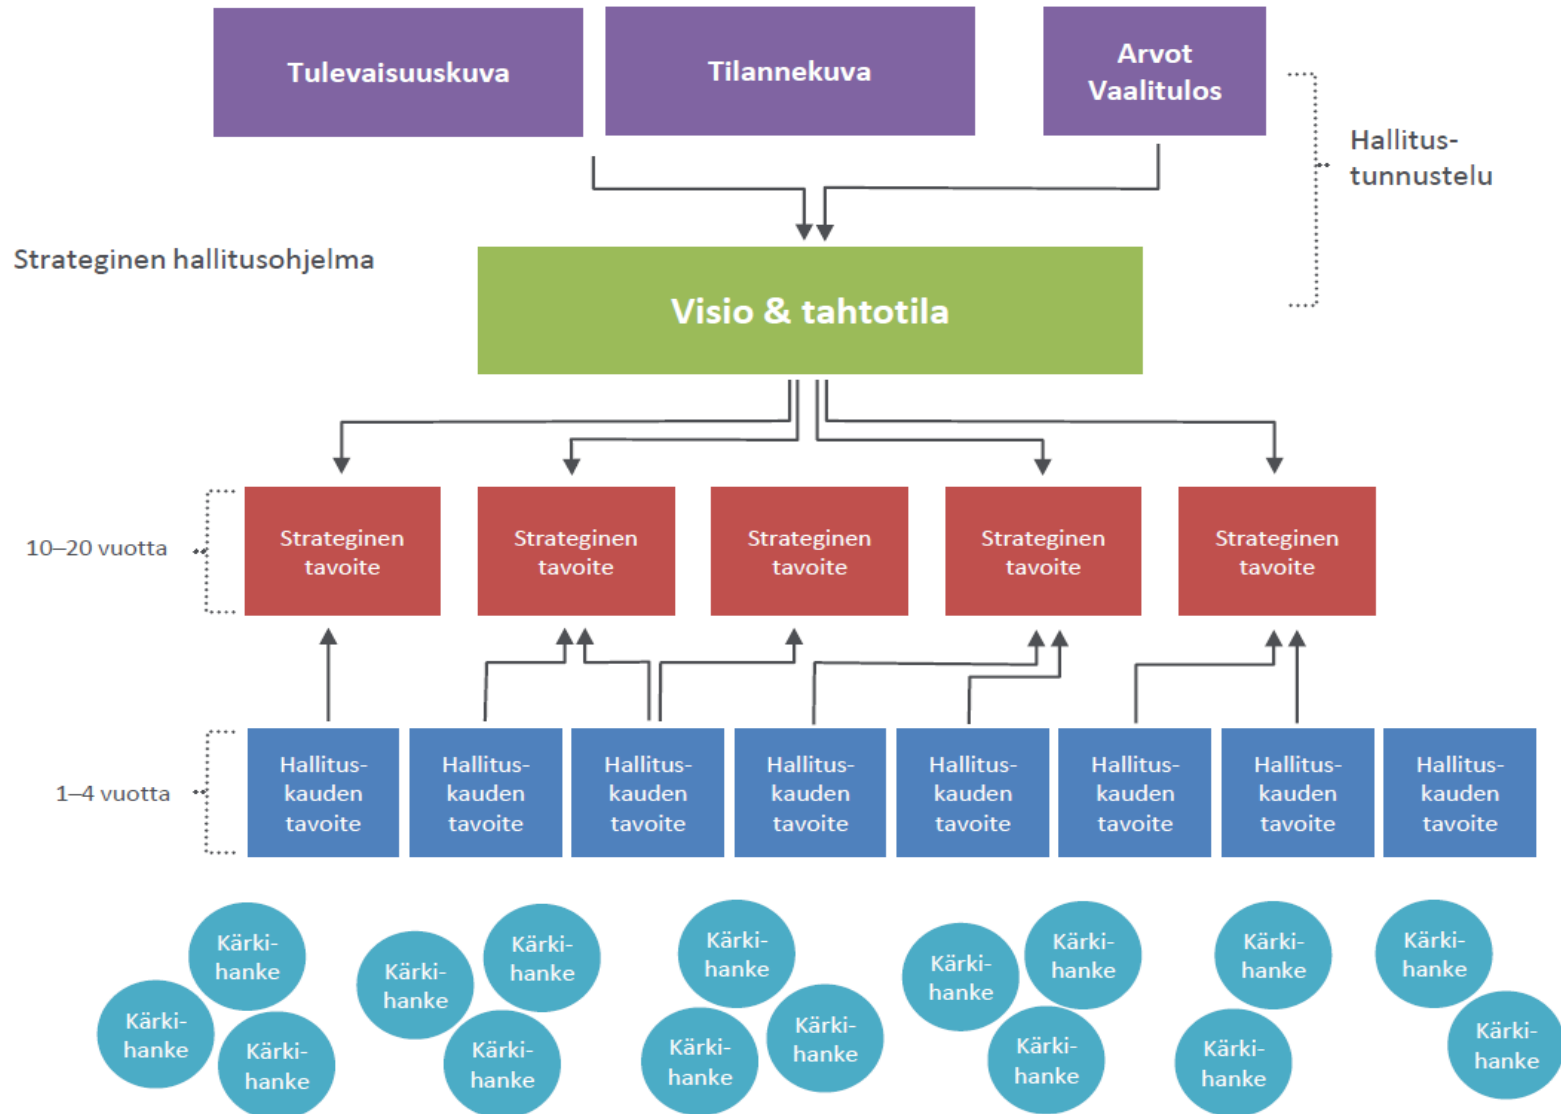 Tulevaisuuskuva
Tilannekuva
Arvot
Vaalitulos
Hallitus-
tunnustelu
Strateginen hallitusohjelma
Visio & tahtotila
10–20 vuotta
Strateginen
tavoite
Strateginen
tavoite
Strateginen
tavoite
Strateginen
tavoite
Strateginen
tavoite
1–4 vuotta
Hallitus-
kauden
tavoite
Hallitus-
kauden
tavoite
Hallitus-
kauden
tavoite
Hallitus-
kauden
tavoite
Hallitus-
kauden
tavoite
Hallitus-
kauden
tavoite
Hallitus-
kauden
tavoite
Hallitus-
kauden
tavoite
Kärki-
hanke
Kärki-
hanke
Kärki-
hanke
Kärki-
hanke
Kärki-
hanke
Kärki-
hanke
Kärki-
hanke
Kärki-
hanke
Kärki-
hanke
Kärki-
hanke
Kärki-
hanke
Kärki-
hanke
Kärki-
hanke
Kärki-
hanke
Kärki-
hanke
Kärki-
hanke